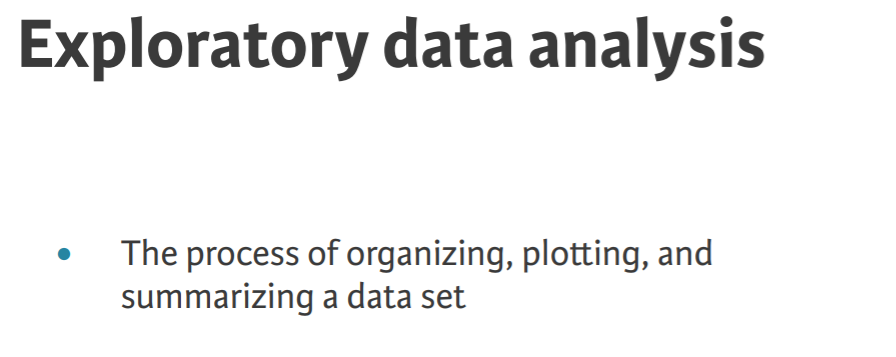 Exploratory data analysis
• The process of organizing, plotting, and
summarizing a data set